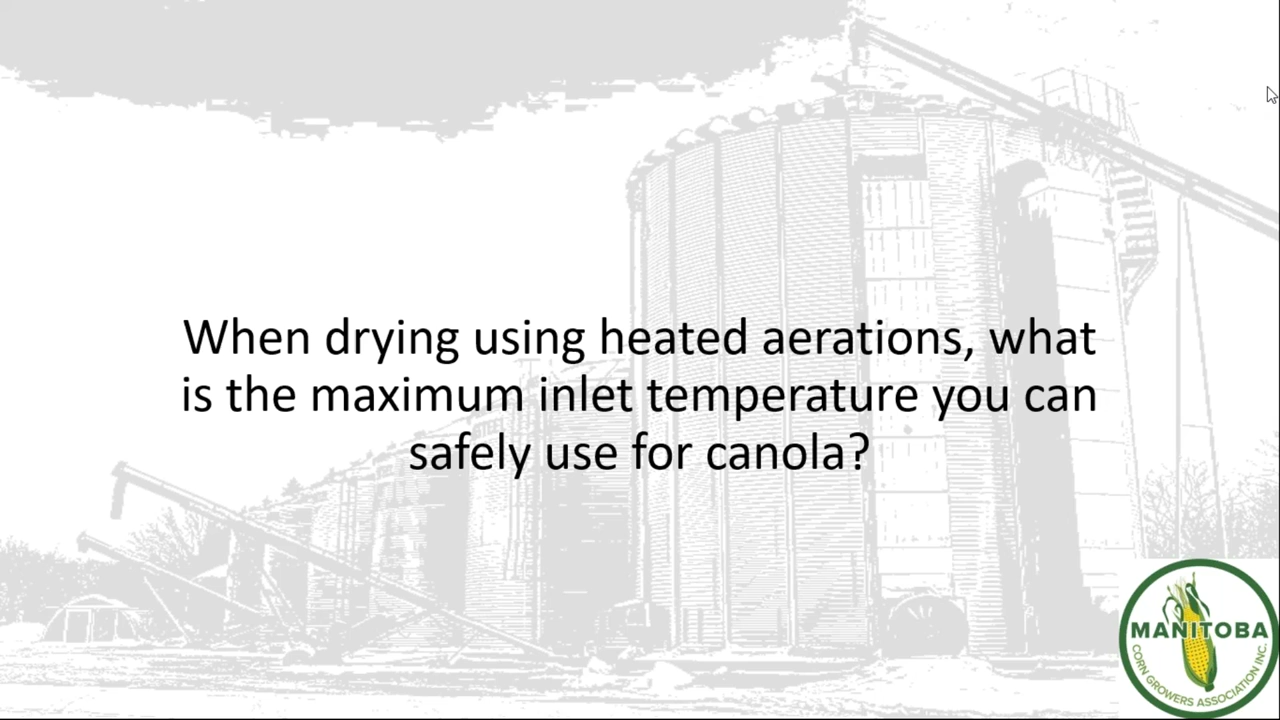 When drying using heated aerations, what
is the maximum inlet temperature you can
safely use for canola?
MANITOBA
CORN GROWERS ASSOCIATION INC.